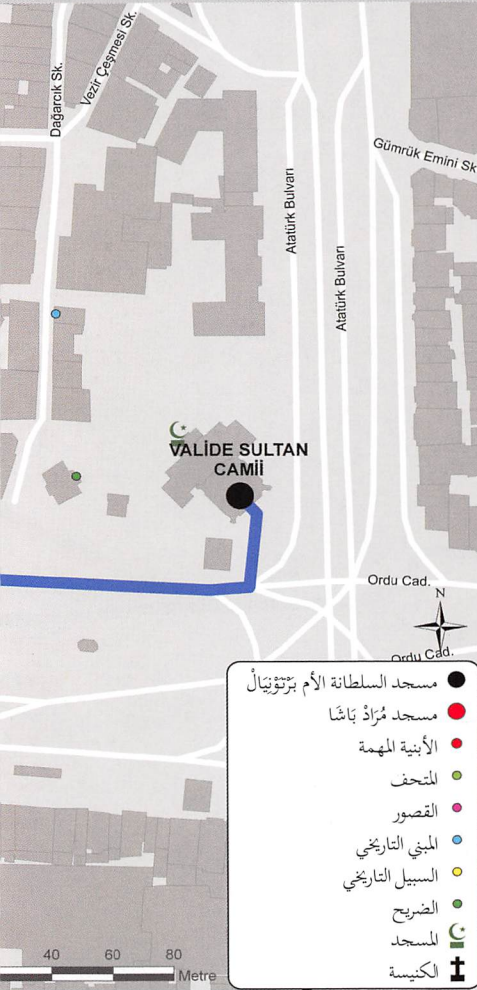 Dağarcık Sk.
Vezir Çeşmesi Sk.
Gümrük Emini Sk
Atatürk Bulvarı
Atatürk Bulvarı
VALİDE SULTAN
CAMİİ
Ordu Cad.
N
Ordu Cad.
مسجد السلطانة الأم بَرْتَوْنِيَالْ
مسجد مُرَادْ بَاشَا
الأبنية المهمة
المتحف
القصور
المبني التاريخي
السبيل التاريخي
الضريح
المسجد
الكنيسة
40 60 80
Metre